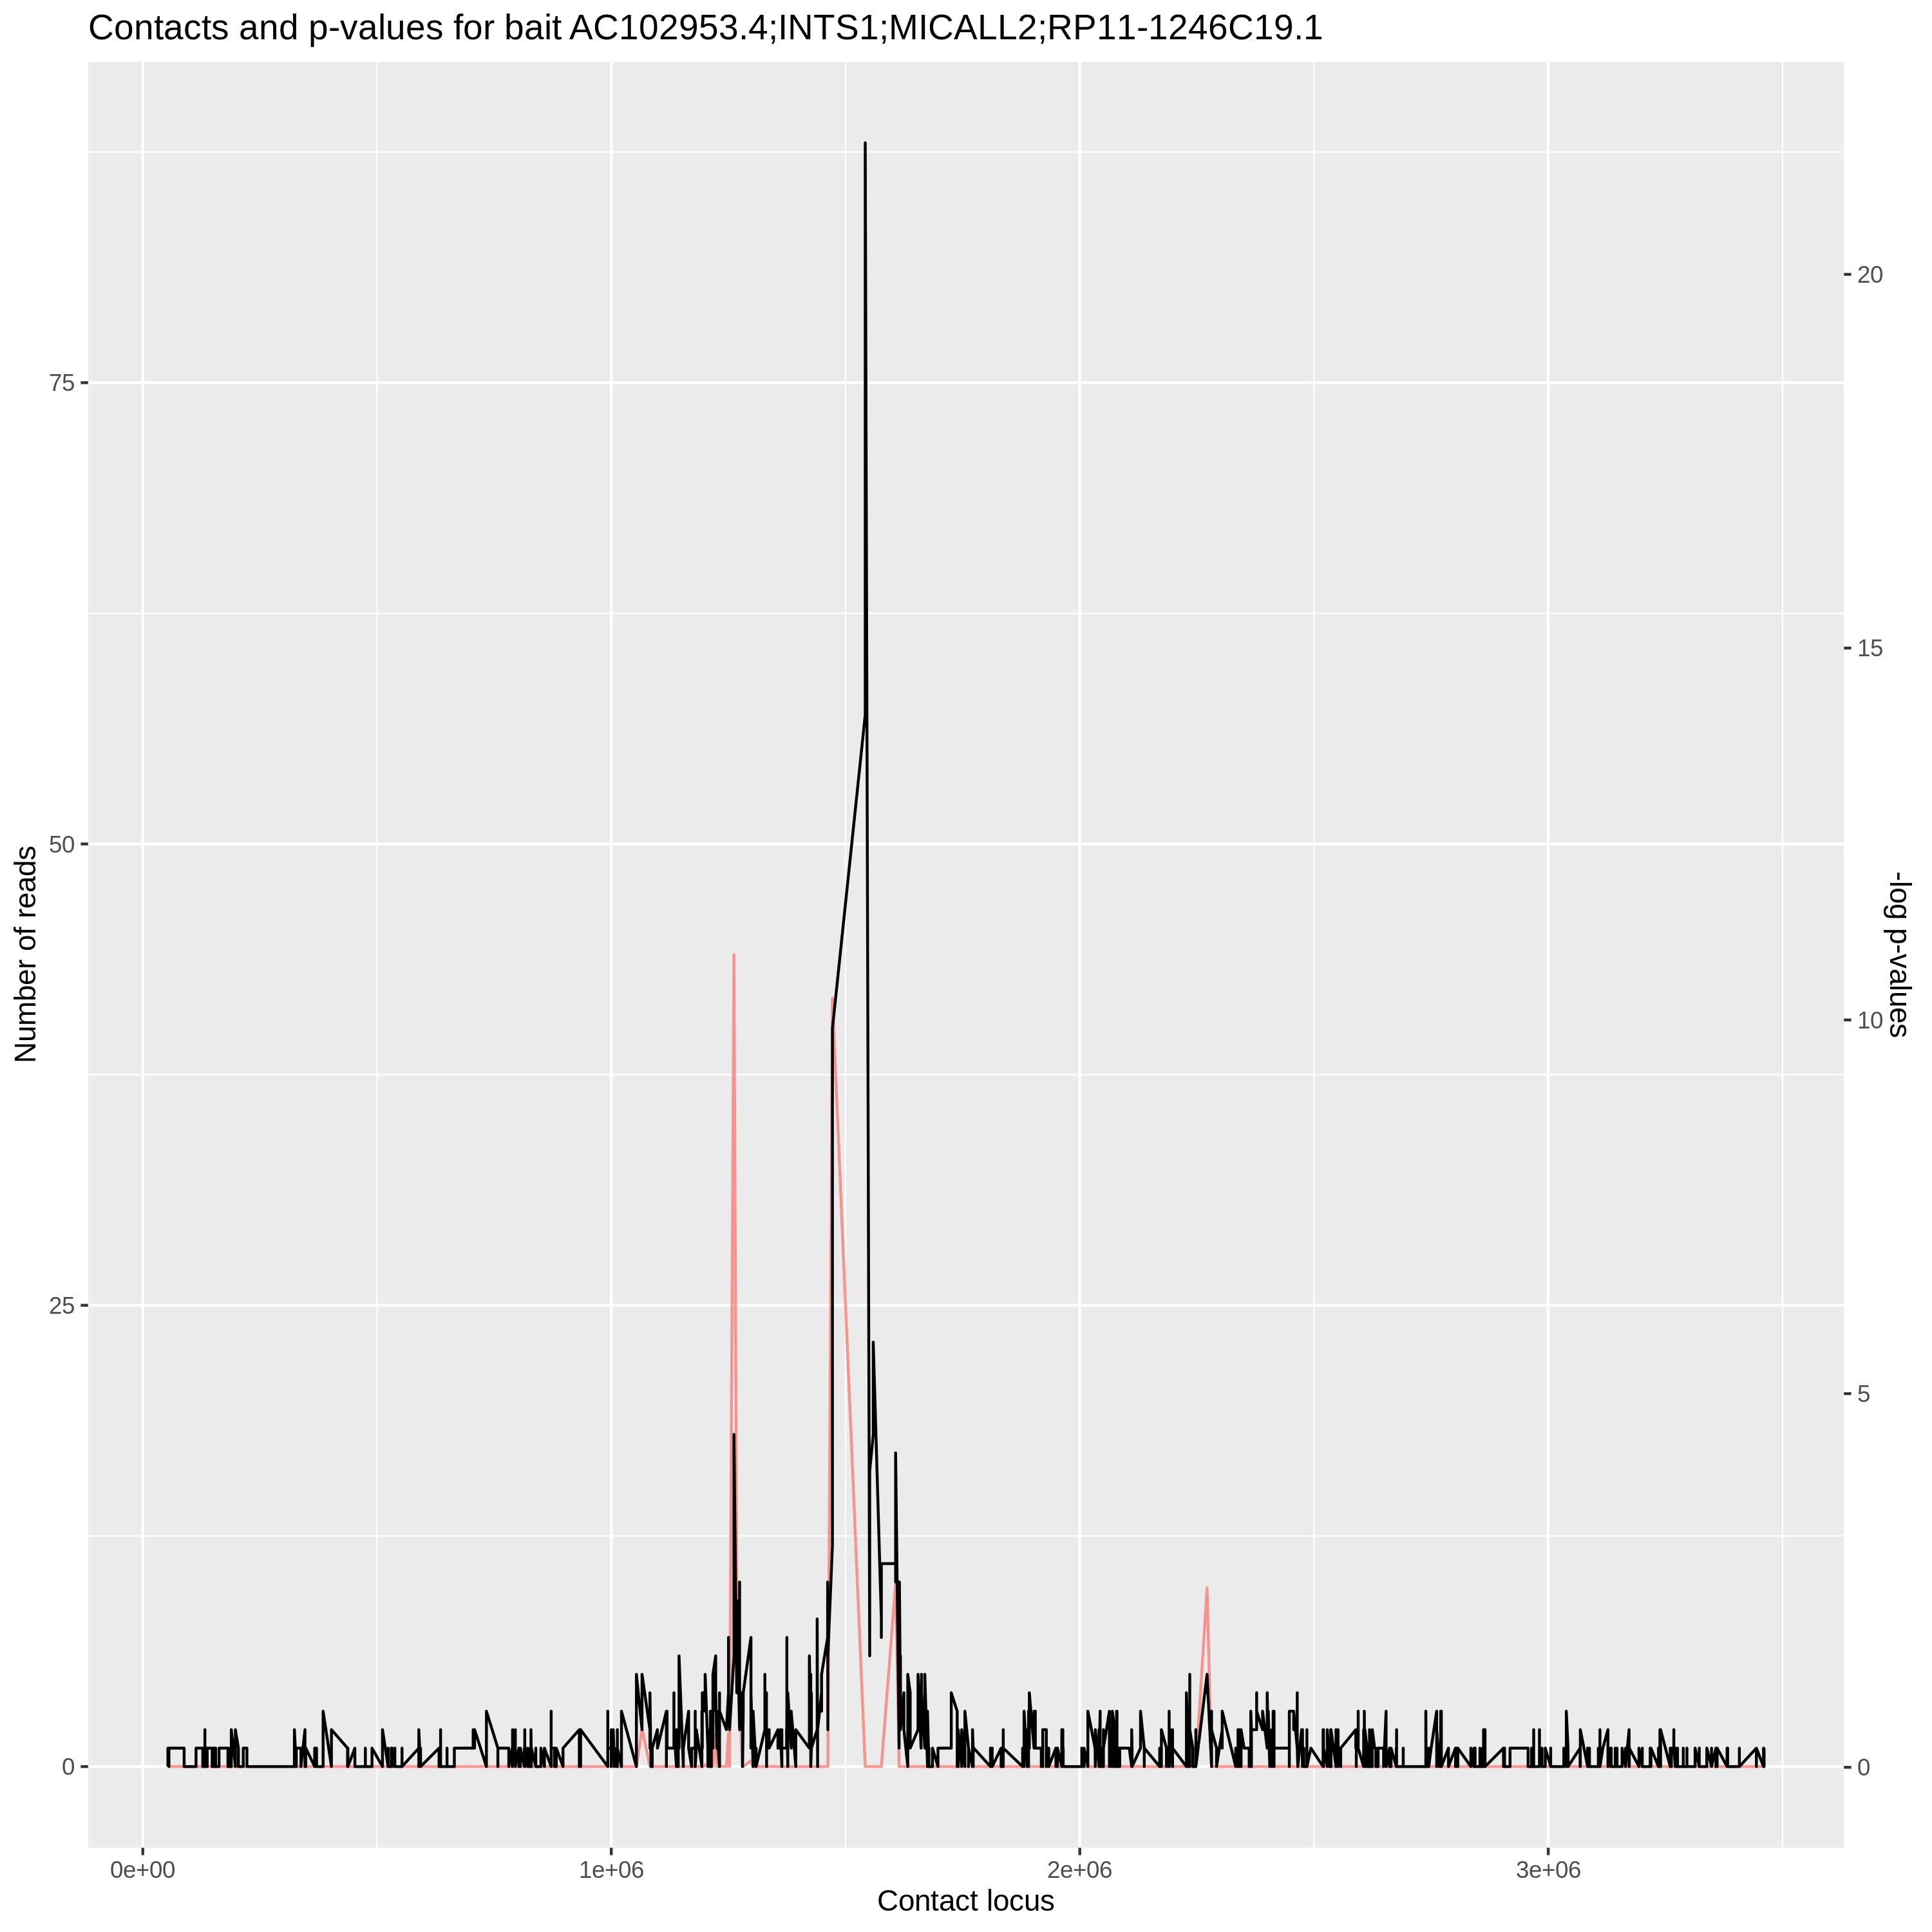 Contacts and p-values for bait AC102953.4;INTS1;MICALL2;RP11-1246C19.1
Number of reads
75
50
25
0
20
15
10
5
0
-log p-values
0e+00 1e+06 2e+06 3e+06
Contact locus